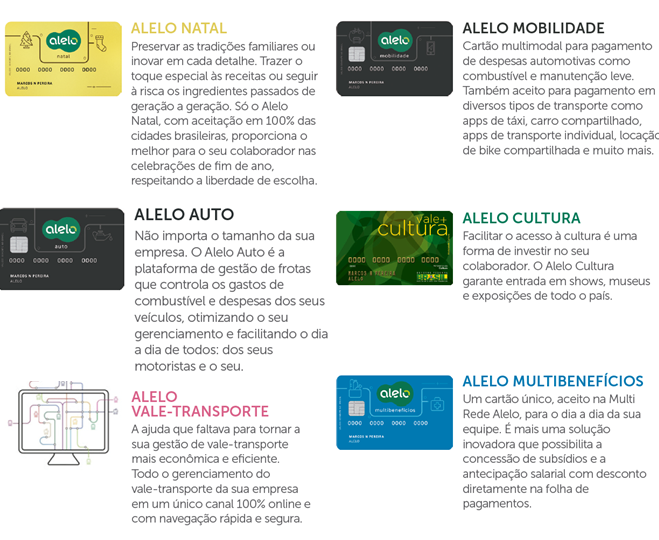 alelo
natal
0000 0000 0000 0000
MARCOS N PEREIRA
ALELO
ALELO NATAL
Preservar as tradições familiares ou
inovar em cada detalhe. Trazer o
toque especial às receitas ou seguir
à risca os ingredientes passados de
geração a geração. Só o Alelo
Natal, com aceitação em 100% das
cidades brasileiras, proporciona o
melhor para o seu colaborador nas
celebrações de fim de ano,
respeitando a liberdade de escolha.
alelo
mobilidade
0000 0000 0000 0000
MARCOS N PEREIRA
ALELO
ALELO MOBILIDADE
Cartão multimodal para pagamento
de despesas automotivas como
combustível e manutenção leve.
Também aceito para pagamento em
diversos tipos de transporte como
apps de táxi, carro compartilhado,
apps de transporte individual, locação
de bike compartilhada e muito mais.
alelo
auto
0000 0000 0000 0000
MARCOS N PEREIRA
ALELO
ALELO AUTO
Não importa o tamanho da sua
empresa. O Alelo Auto é a
plataforma de gestão de frotas
que controla os gastos de
combustível e despesas dos seus
veículos, otimizando o seu
gerenciamento e facilitando o dia
a dia de todos: dos seus
motoristas e o seu.
vale+
cultura
0000 0000 0000 0000
MARCOS N PEREIRA
ALELO
ALELO CULTURA
Facilitar o acesso à cultura é uma
forma de investir no seu
colaborador. O Alelo Cultura
garante entrada em shows, museus
e exposições de todo o país.
ALELO
VALE-TRANSPORTE
A ajuda que faltava para tornar a
sua gestão de vale-transporte
mais econômica e eficiente.
Todo o gerenciamento do
vale-transporte da sua empresa
em um único canal 100% online e
com navegação rápida e segura.
alelo
multibenefícios
0000 0000 0000 0000
MARCOS N PEREIRA
ALELO
ALELO MULTIBENEFÍCIOS
Um cartão único, aceito na Multi
Rede Alelo, para o dia a dia da sua
equipe. É mais uma solução
inovadora que possibilita a
concessão de subsídios e a
antecipação salarial com desconto
diretamente na folha de
pagamentos.